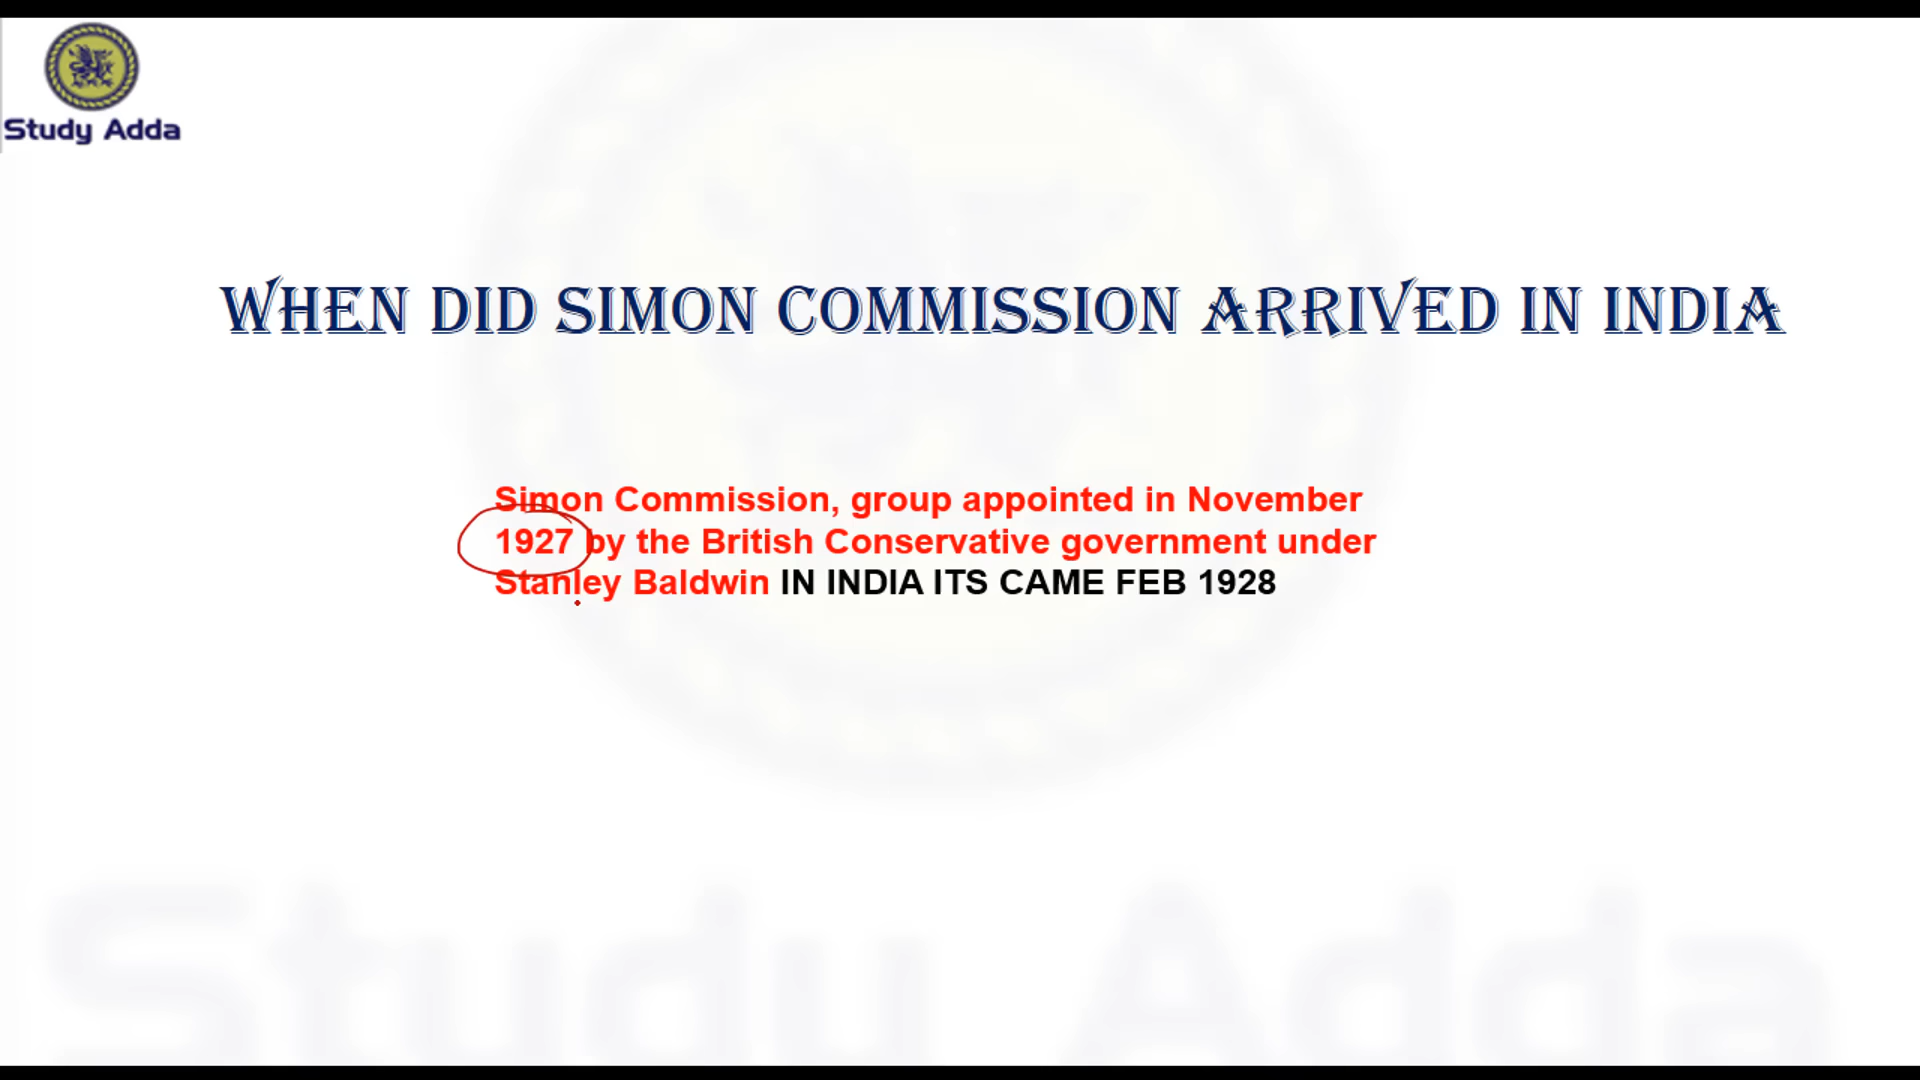 Study Adda
WHEN DID SIMON COMMISSION ARRIVED IN INDIA
Simon Commission, group appointed in November
1927 by the British Conservative government under
Stanley Baldwin IN INDIA ITS CAME FEB 1928
Study Adda